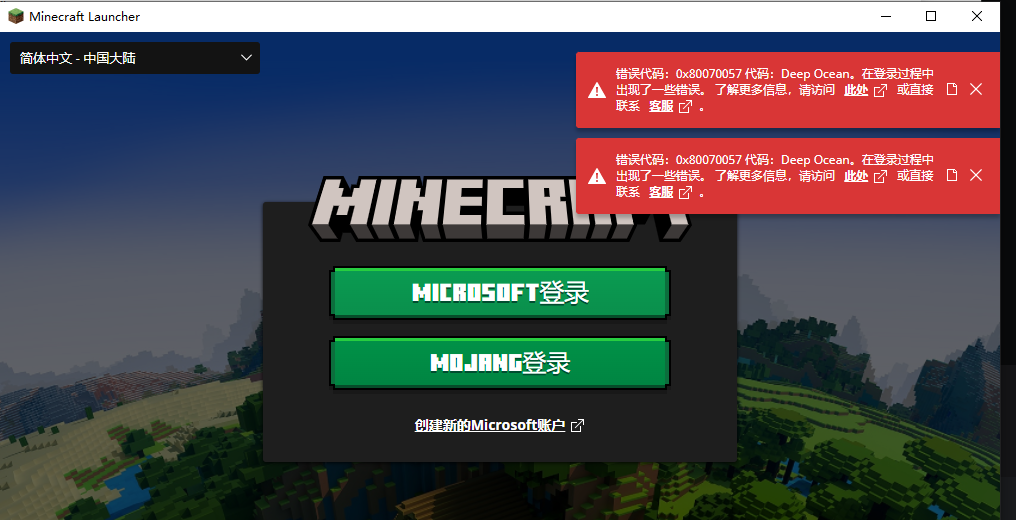 Minecraft Launcher
简体中文 - 中国大陆
错误代码：0x80070057 代码：Deep Ocean。在登录过程中
出现了一些错误。 了解更多信息，请访问 此处 或直接
联系 客服 。
错误代码：0x80070057 代码：Deep Ocean。在登录过程中
出现了一些错误。 了解更多信息，请访问 此处 或直接
联系 客服 。
MINECRAFT
MICROSOFT登录
MOJANG登录
创建新的Microsoft账户